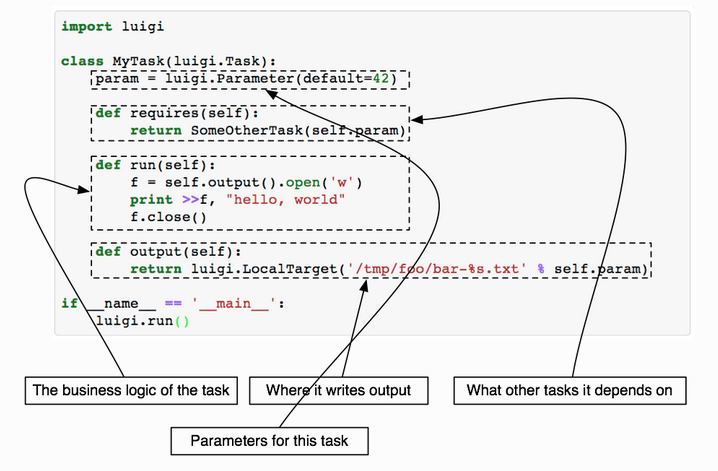 import luigi
class MyTask(luigi.Task):
param = luigi.Parameter(default=42)
def requires(self):
return SomeOtherTask(self.param)
def run(self):
f = self.output().open('w')
print >>f, "hello, world"
f.close()
def output(self):
return luigi.LocalTarget('/tmp/foo/bar-%s.txt' % self.param)
if __name__ == '__main__':
luigi.run()
The business logic of the task
Where it writes output
What other tasks it depends on
Parameters for this task